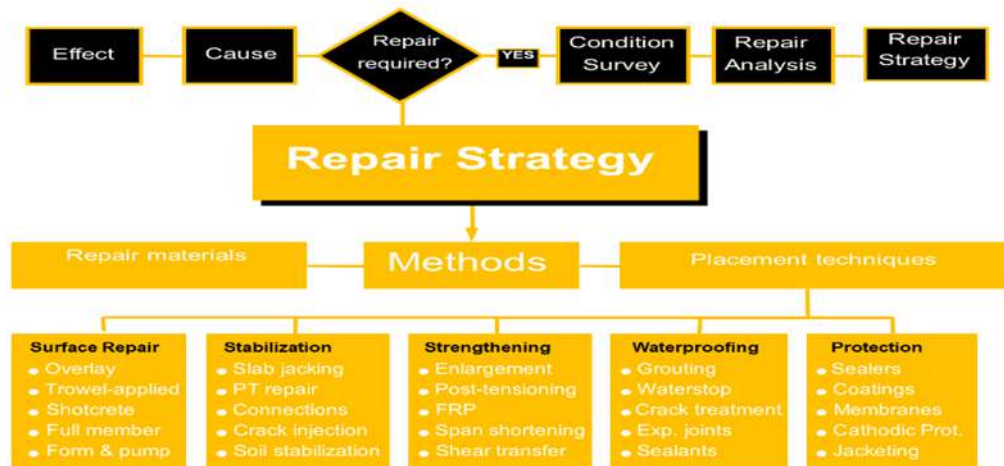 Effect
Cause
Repair
required?
YES
Condition
Survey
Repair
Analysis
Repair
Strategy
Repair Strategy
Repair materials
Methods
Placement techniques
Surface Repair
Overlay
Trowel-applied
Shotcrete
Full member
Form & pump
Stabilization
Slab jacking
PT repair
Connections
Crack injection
Soil stabilization
Strengthening
Enlargement
Post-tensioning
FRP
Span shortening
Shear transfer
Waterproofing
Grouting
Waterstop
Crack treatment
Exp. joints
Sealants
Protection
Sealers
Coatings
Membranes
Cathodic Prot.
Jacketing